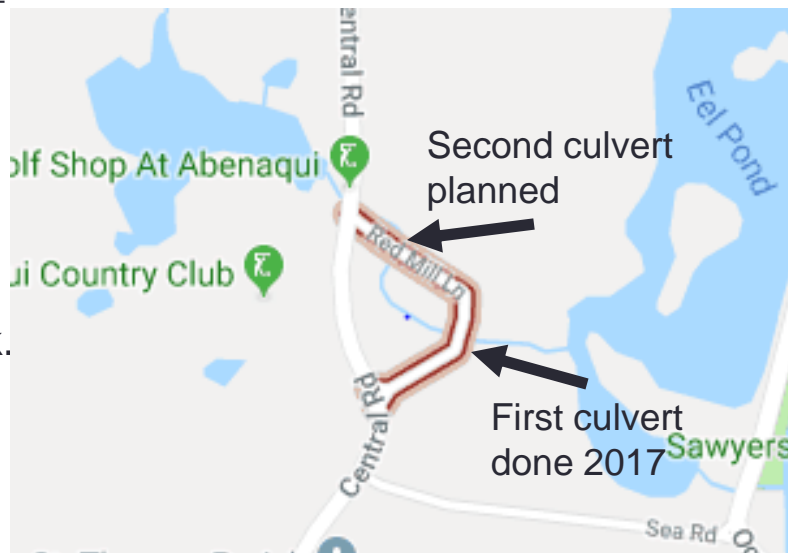 entral Rd
Eel Pond
olf Shop At Abenaqui
Second culvert
planned
Red Mill Ln
ui Country Club
Central Rd
First culvert
done 2017
Sawyers
Sea Rd